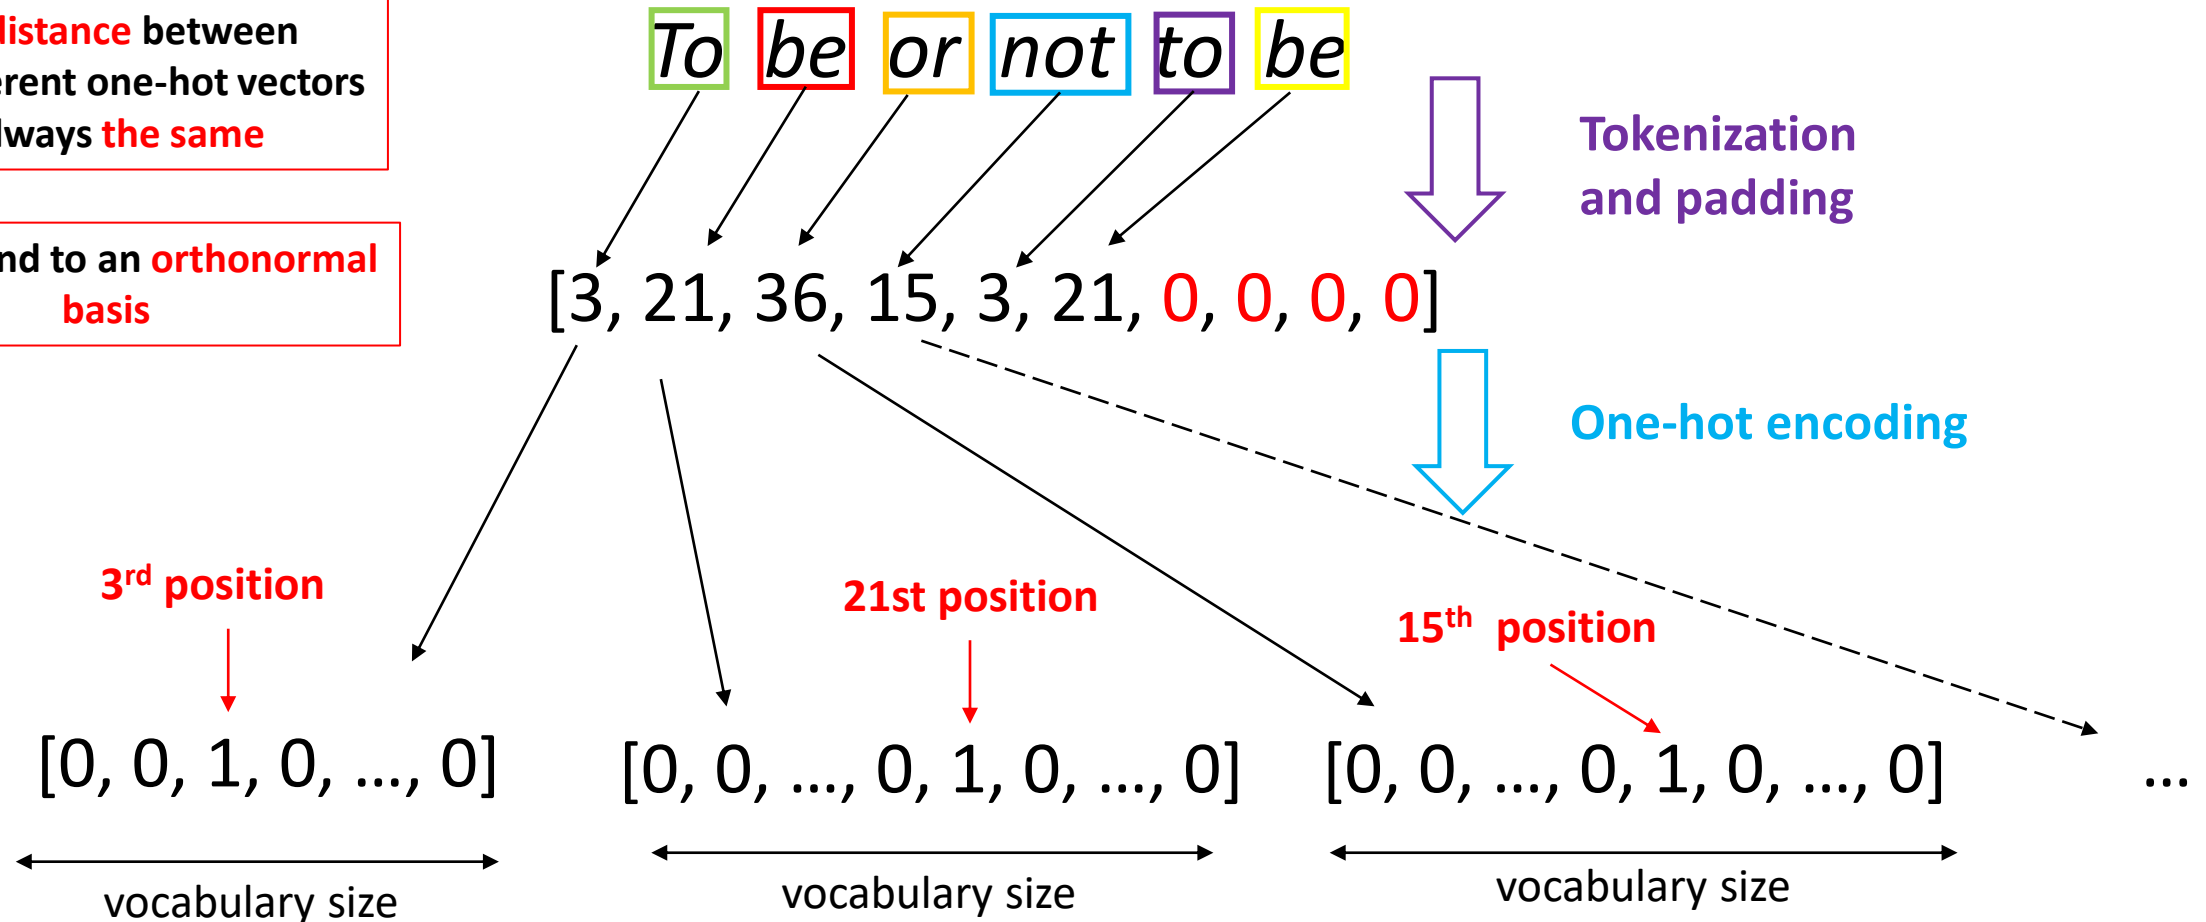 distance between
erent one-hot vectors
lways the same
nd to an orthonormal
basis
To be or not to be
Tokenization
and padding
[3, 21, 36, 15, 3, 21, 0, 0, 0, 0]
One-hot encoding
3rd position
21st position
15th position
[0, 0, 1, 0, ..., 0]
[0, 0, ..., 0, 1, 0, ..., 0]
[0, 0, ..., 0, 1, 0, ..., 0]
...
vocabulary size
vocabulary size
vocabulary size